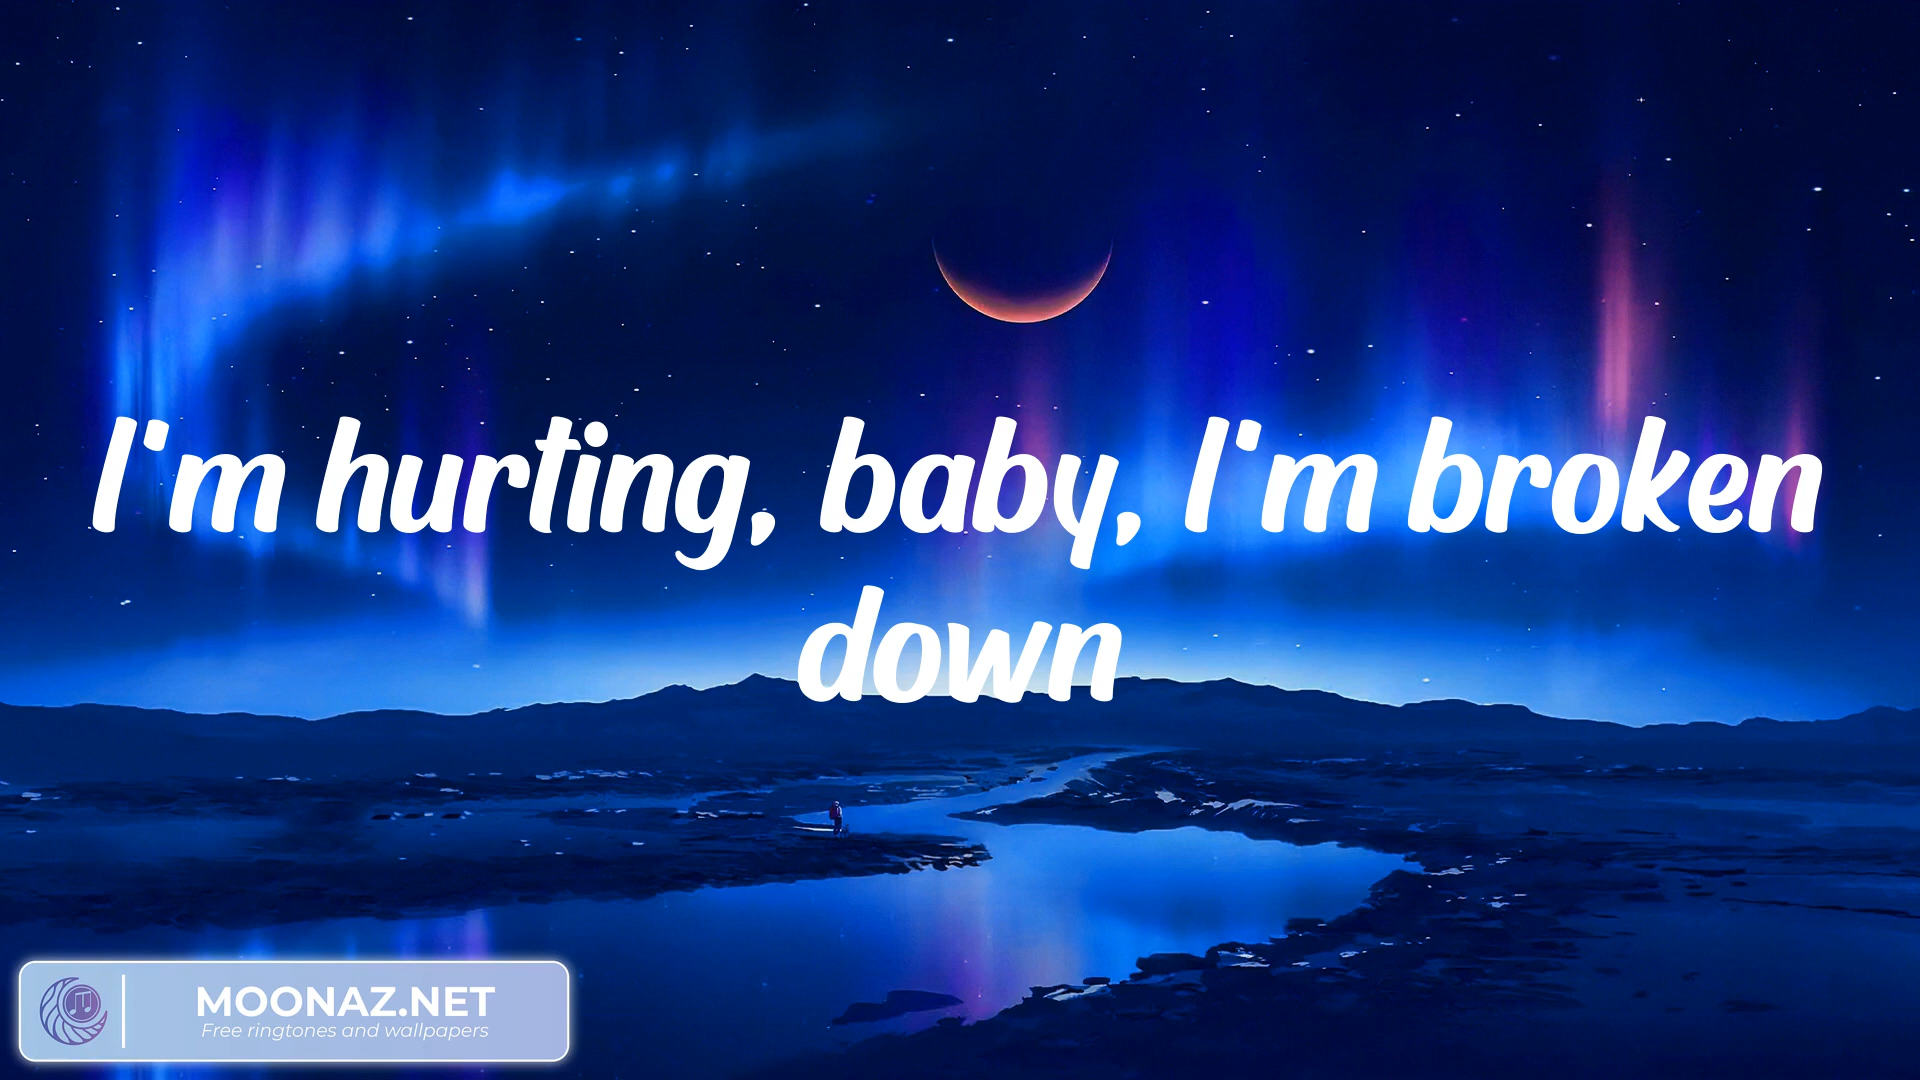 I'm hurting, baby, I'm broken
down
MOONAZ.NET
Free ringtones and wallpapers